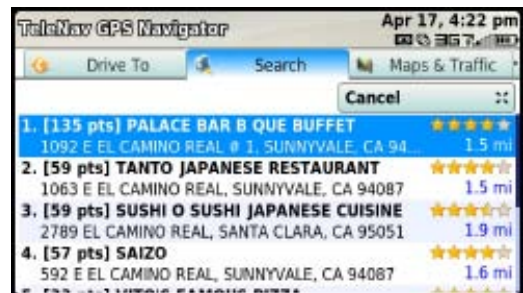 TeleNav GPS Navigator
Apr 17, 4:22 pm
3G
Drive To
Search
Maps & Traffic
Cancel
1. [135 pts] PALACE BAR B QUE BUFFET
1092 E EL CAMINO REAL # 1, SUNNYVALE, CA 94...
1.5 mi
2. [59 pts] TANTO JAPANESE RESTAURANT
1063 E EL CAMINO REAL, SUNNYVALE, CA 94087
1.5 mi
3. [59 pts] SUSHI O SUSHI JAPANESE CUISINE
2789 EL CAMINO REAL, SANTA CLARA, CA 95051
1.9 mi
4. [57 pts] SAIZO
592 E EL CAMINO REAL, SUNNYVALE, CA 94087
1.6 mi